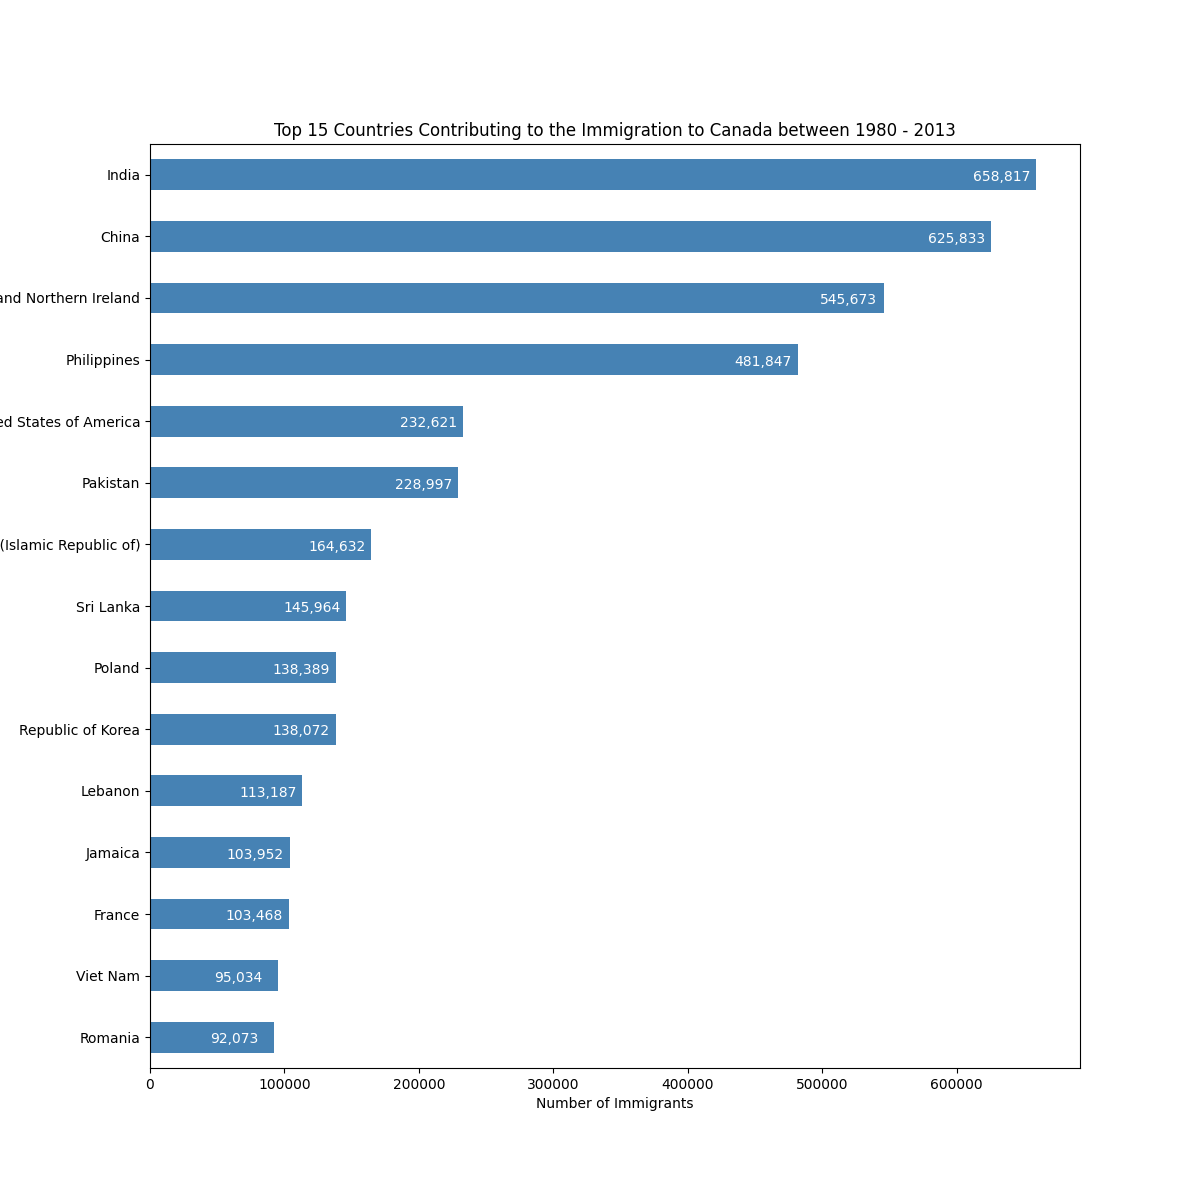 Top 15 Countries Contributing to the Immigration to Canada between 1980 - 2013
India 658,817
China 625,833
and Northern Ireland 545,673
Philippines 481,847
ed States of America 232,621
Pakistan 228,997
(Islamic Republic of) 164,632
Sri Lanka 145,964
Poland 138,389
Republic of Korea 138,072
Lebanon 113,187
Jamaica 103,952
France 103,468
Viet Nam 95,034
Romania 92,073
0 100000 200000 300000 400000 500000 600000
Number of Immigrants